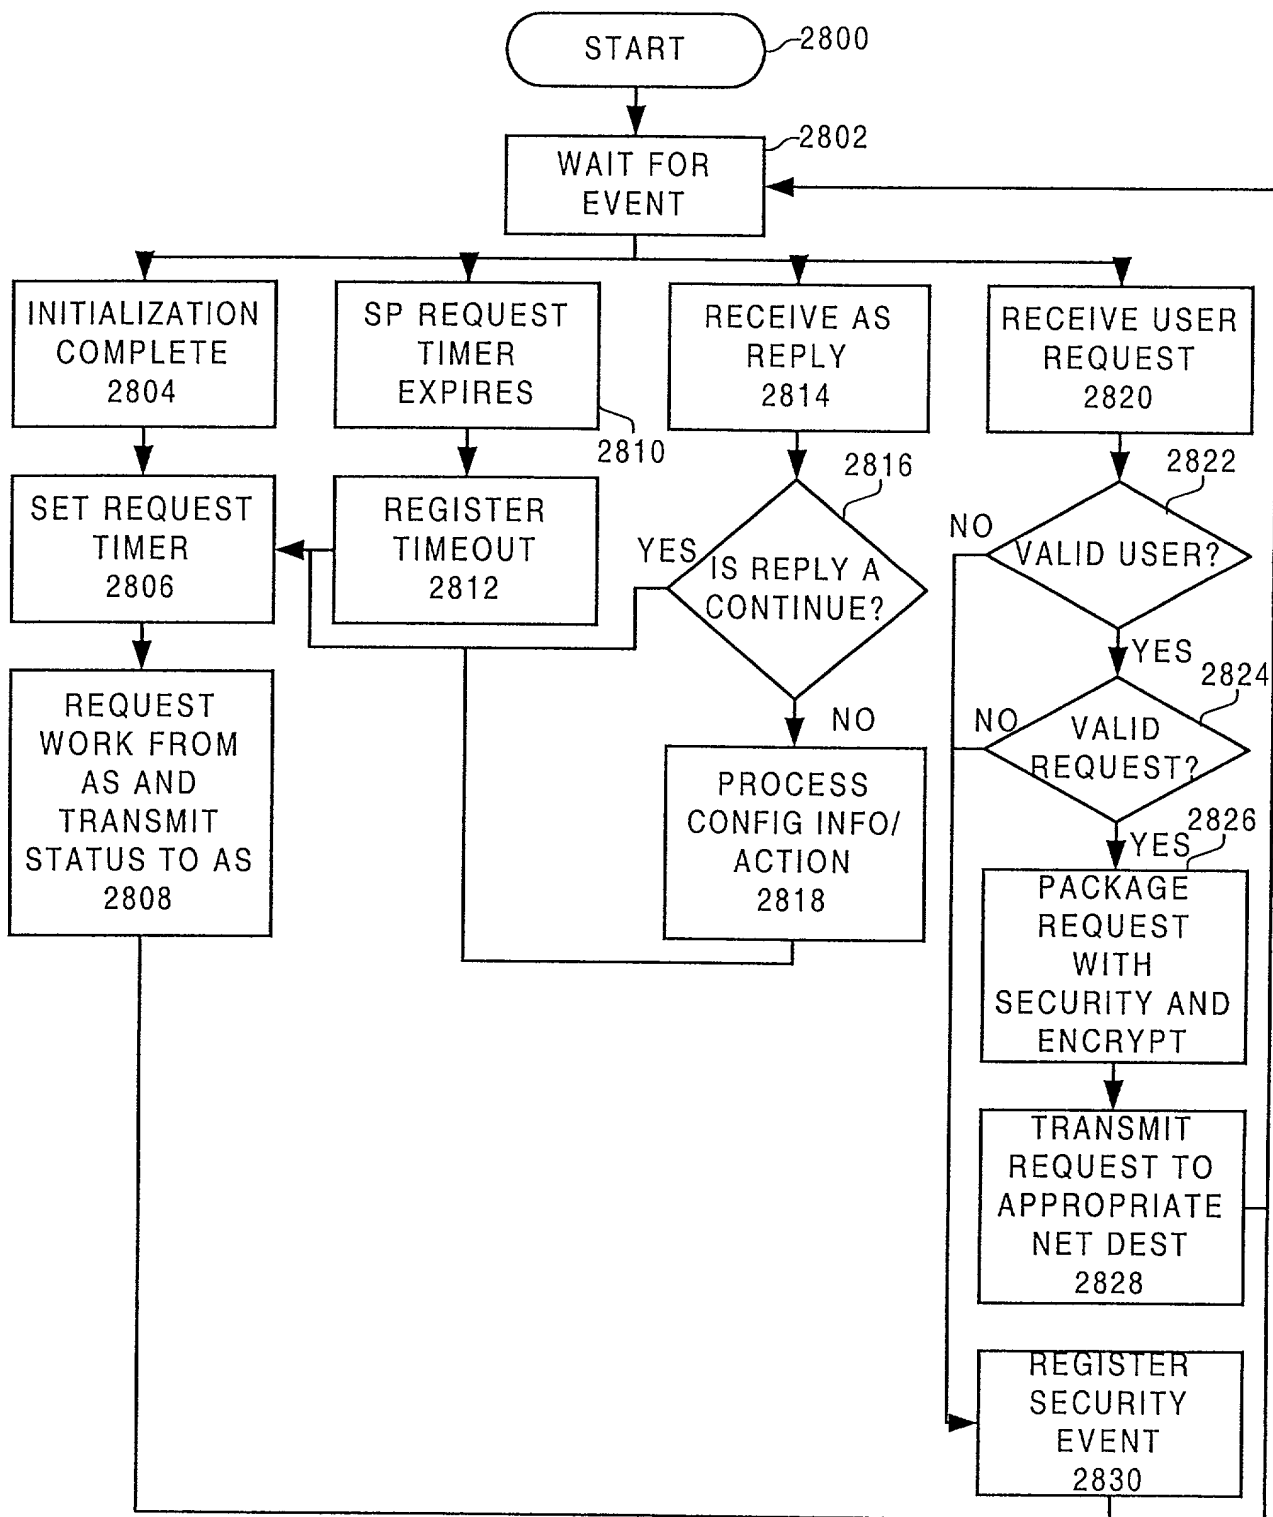 START
2800
WAIT FOR
EVENT
2802
INITIALIZATION
COMPLETE
2804
SP REQUEST
TIMER
EXPIRES
2810
RECEIVE AS
REPLY
2814
RECEIVE USER
REQUEST
2820
SET REQUEST
TIMER
2806
REGISTER
TIMEOUT
2812
2816
YES
IS REPLY A
CONTINUE?
NO
2822
NO
VALID USER?
YES
2824
NO
VALID
REQUEST?
YES
2826
REQUEST
WORK FROM
AS AND
TRANSMIT
STATUS TO AS
2808
PROCESS
CONFIG INFO/
ACTION
2818
PACKAGE
REQUEST
WITH
SECURITY AND
ENCRYPT
TRANSMIT
REQUEST TO
APPROPRIATE
NET DEST
2828
REGISTER
SECURITY
EVENT
2830